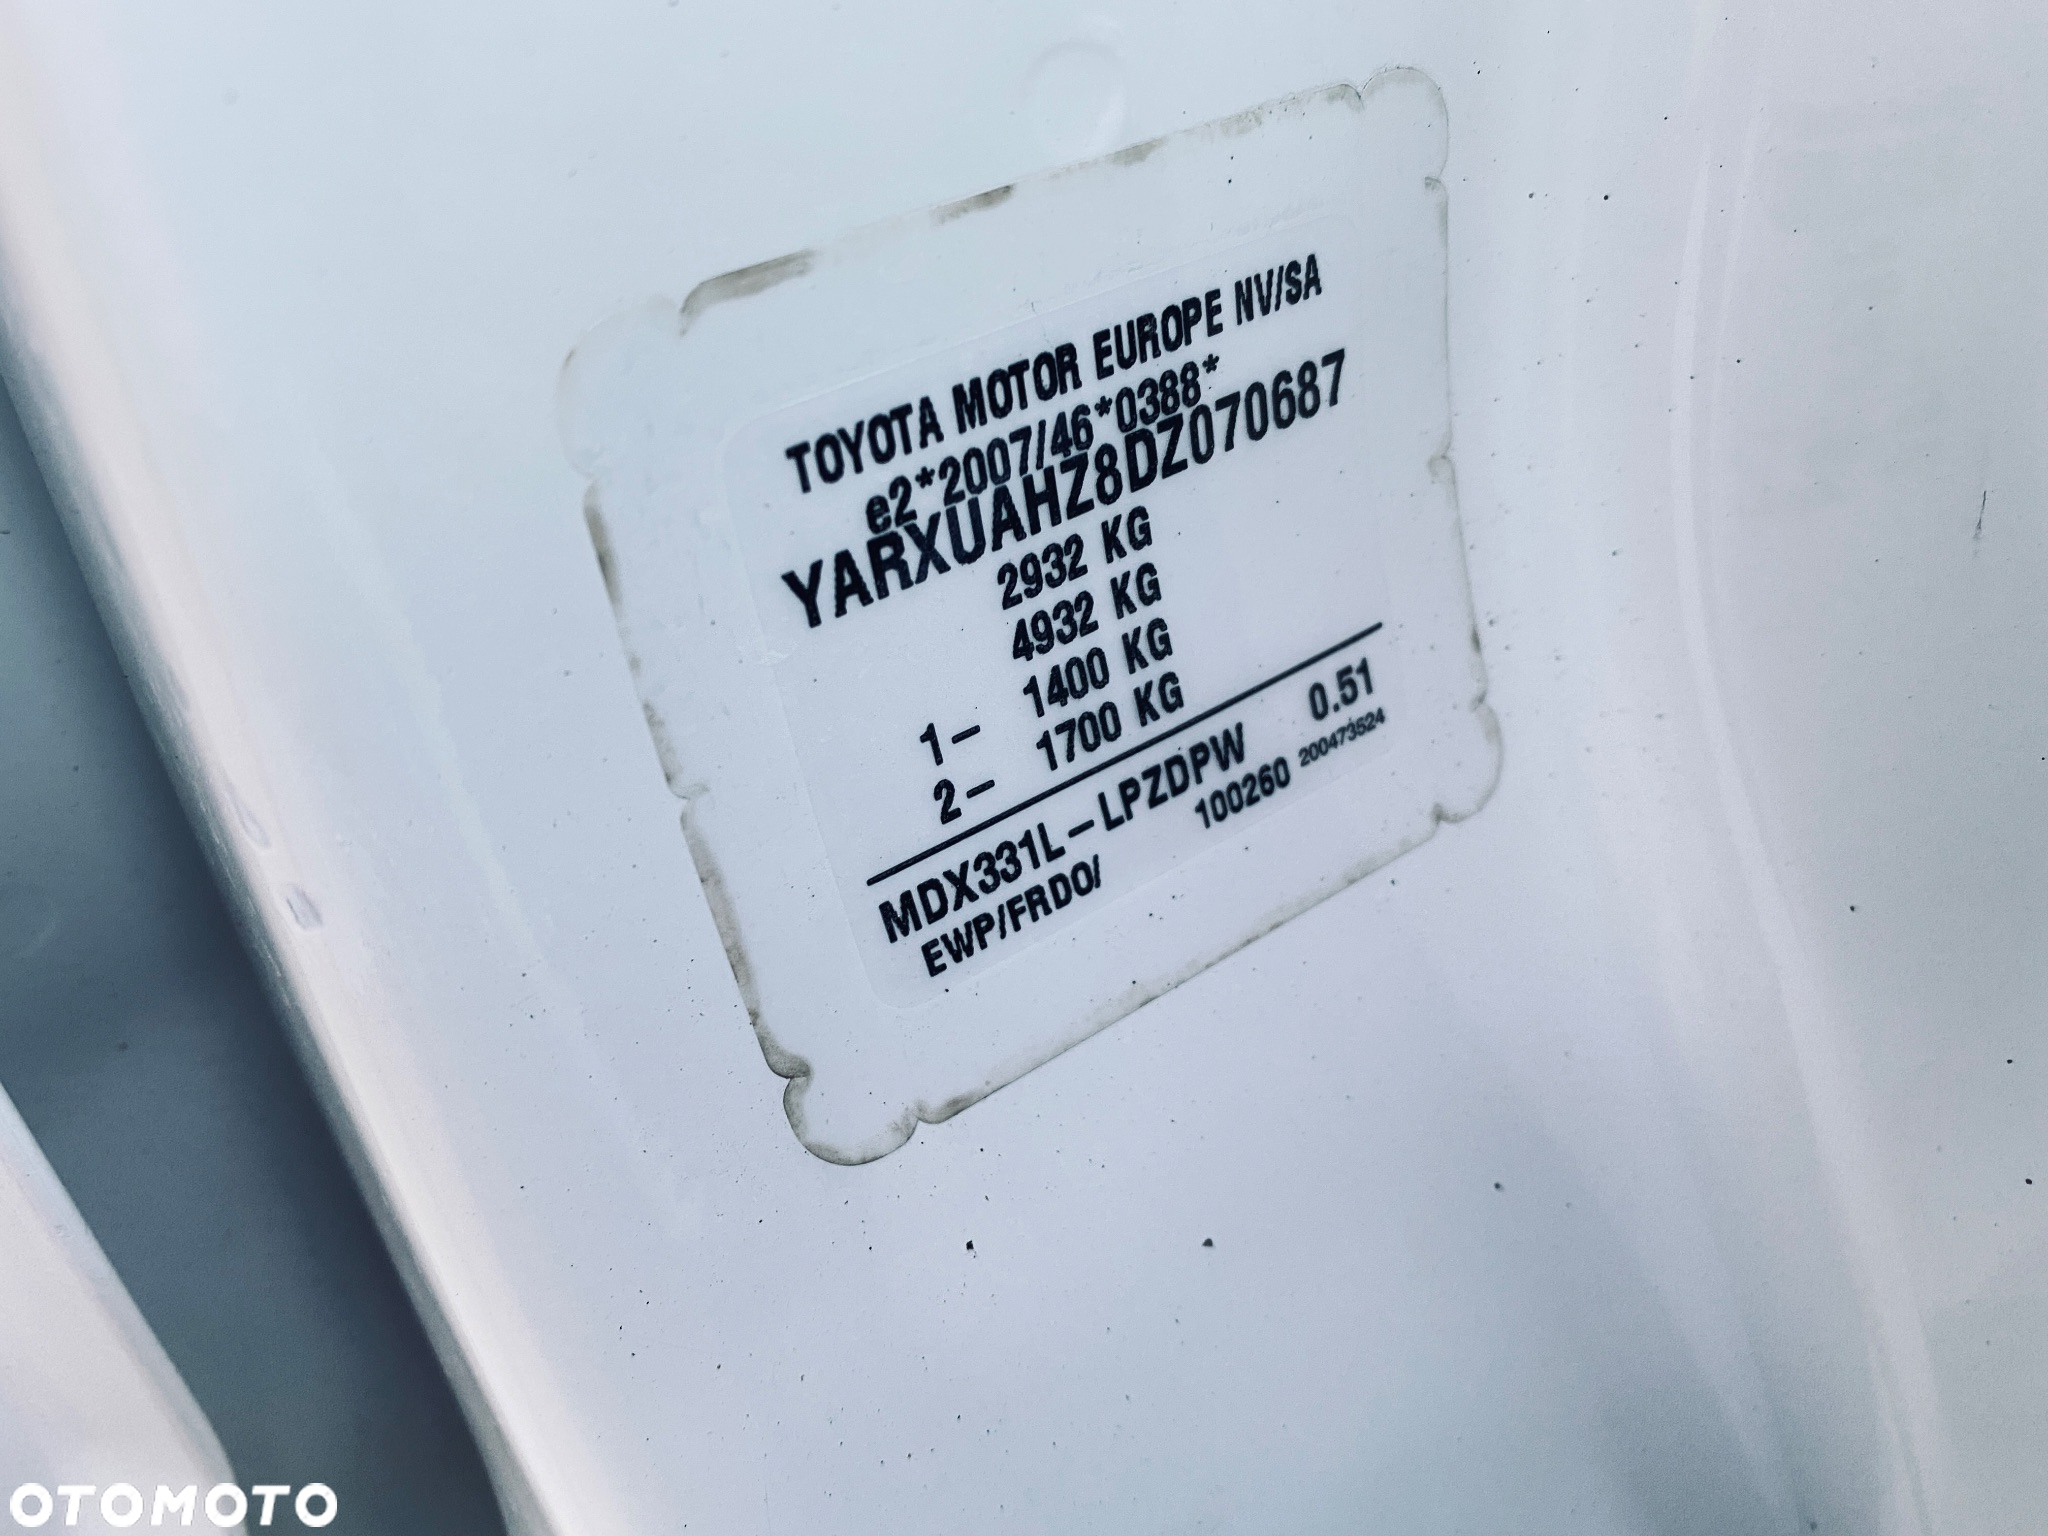 TOYOTA MOTOR EUROPE NV/SA
e2*2007/46*0388*
YARXUAHZ8DZ070687
2932 KG
4932 KG
1- 1400 KG
2- 1700 KG
MDX331L-LPZDPW 0.51
EWP/FRDO/ 100260 200473524
OTOMOTO